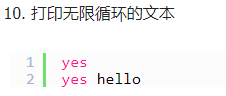 10. 打印无限循环的文本
1 yes
2 yes hello